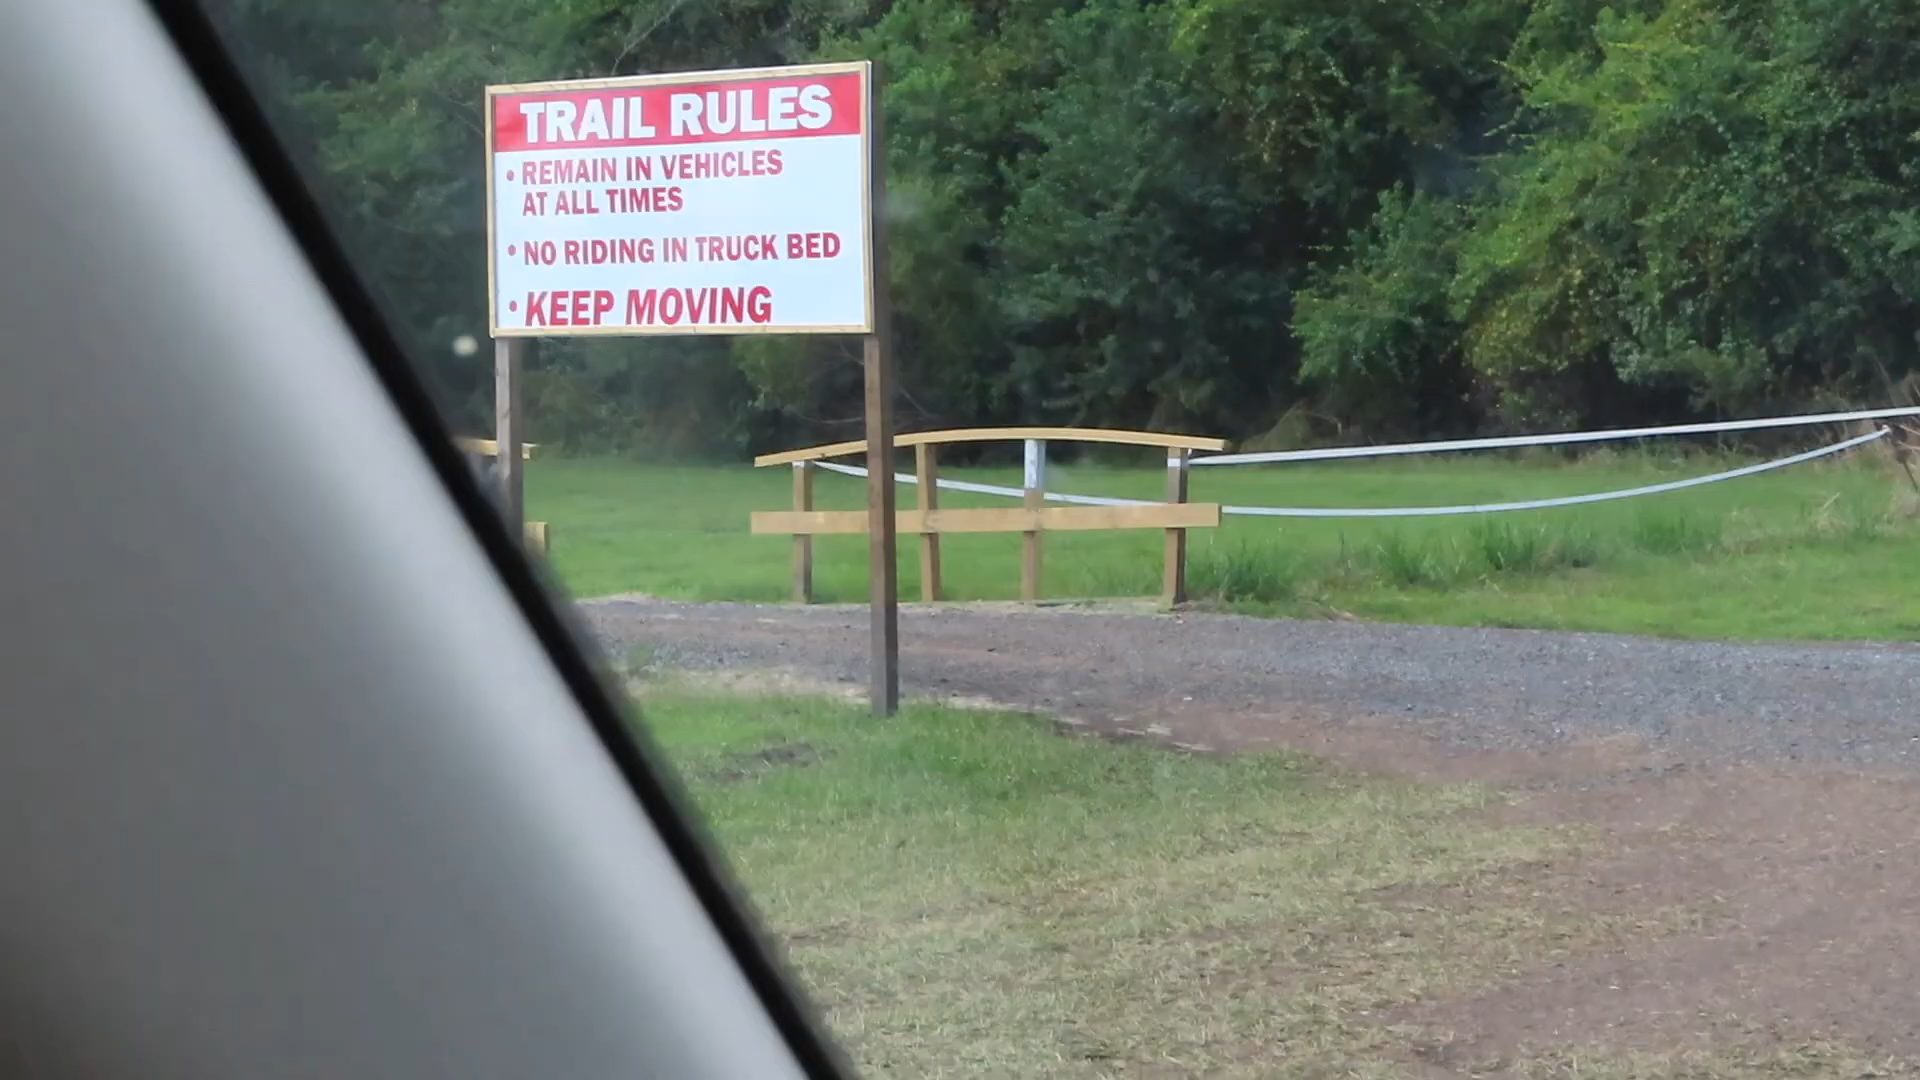 TRAIL RULES
• REMAIN IN VEHICLES
AT ALL TIMES
• NO RIDING IN TRUCK BED
• KEEP MOVING